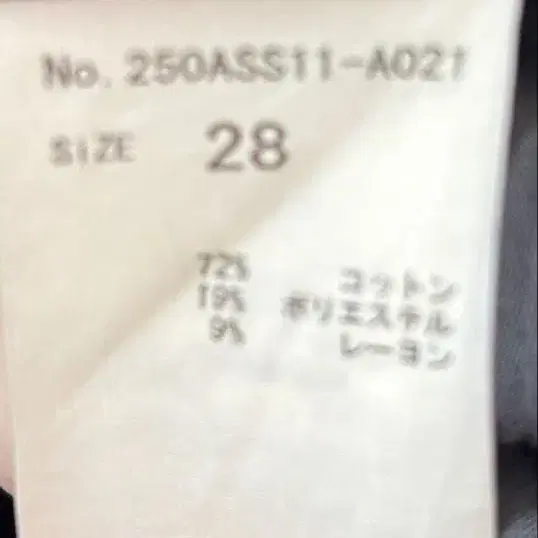 No. 250ASS11-A021
SIZE 28
72% コットン
19% ポリエステル
9% レーヨン